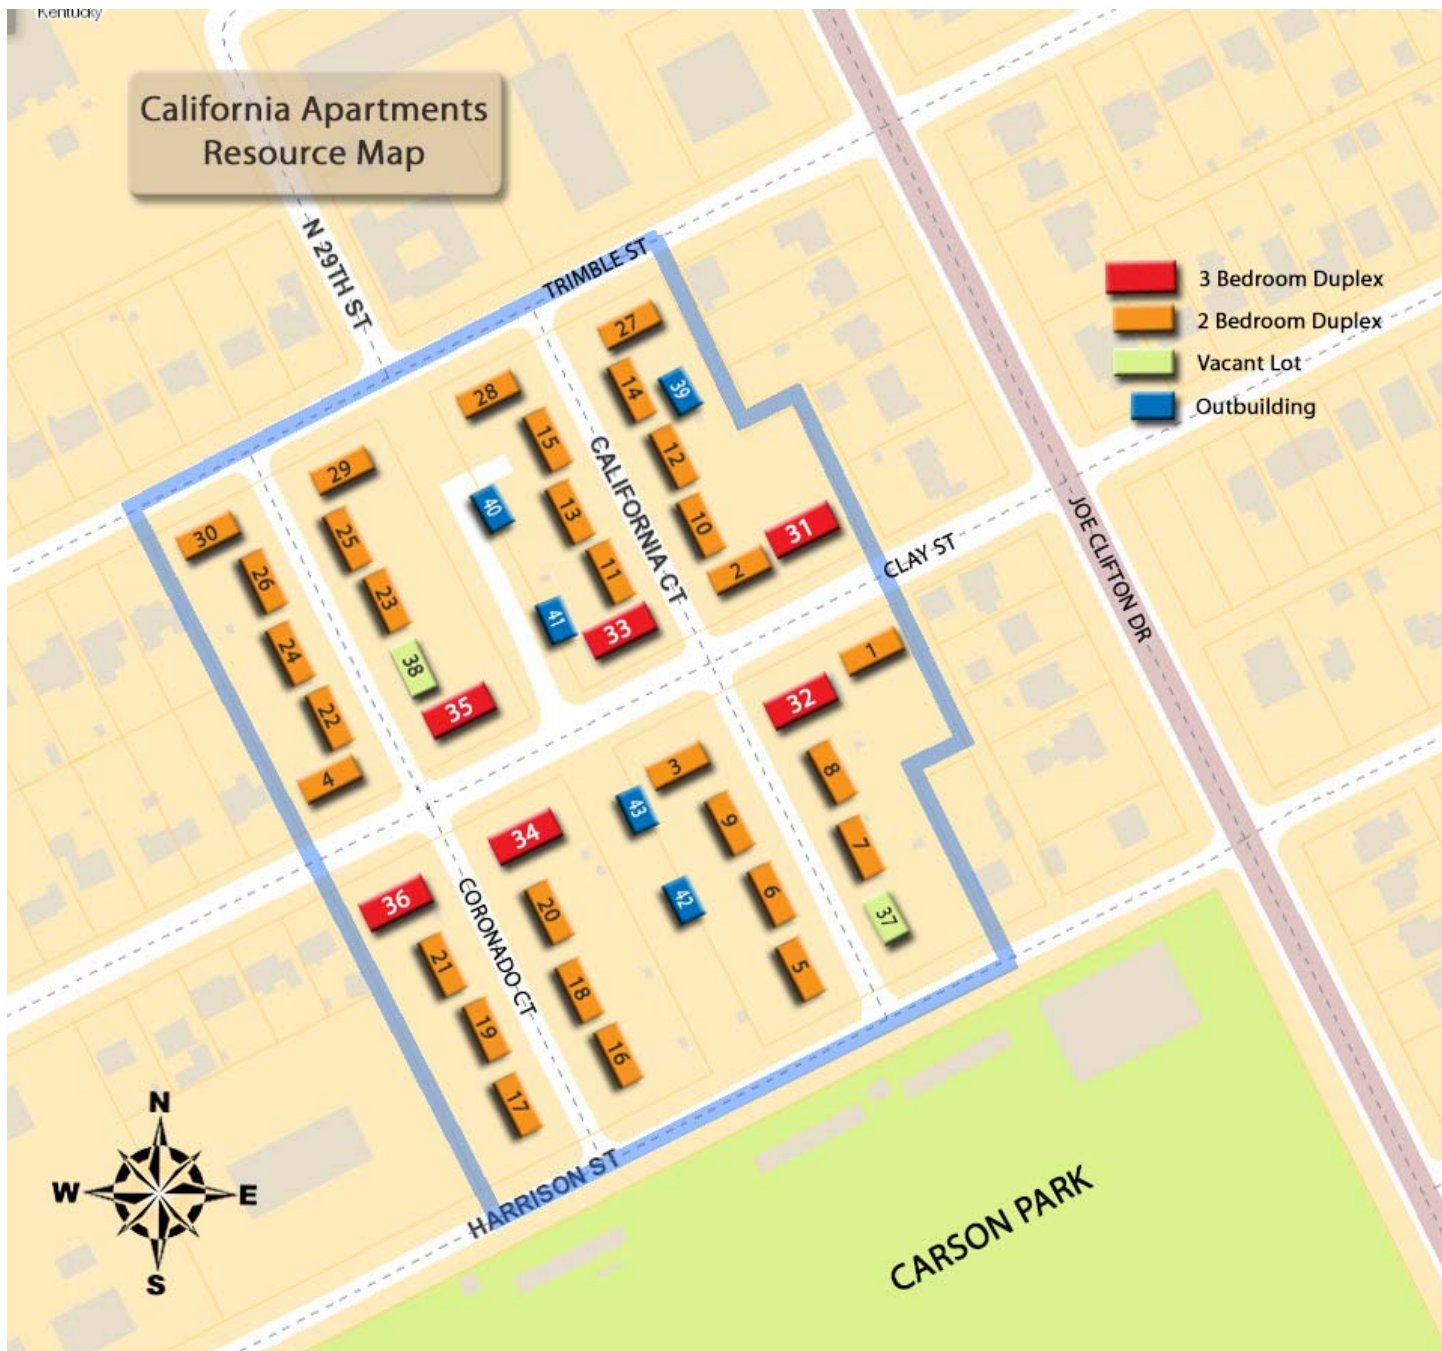 Kentucky
California Apartments
Resource Map
N 29TH ST
TRIMBLE ST
3 Bedroom Duplex
2 Bedroom Duplex
Vacant Lot
Outbuilding
27
14
39
28
15
12
CALIFORNIA CT
29
40
13
10
31
30
25
11
2
CLAY ST
JOE CLIFTON DR
26
23
41
33
24
38
35
1
22
32
4
3
8
43
9
34
7
36
20
42
6
37
CORONADO CT
21
18
5
19
16
17
N
W
E
S
HARRISON ST
CARSON PARK